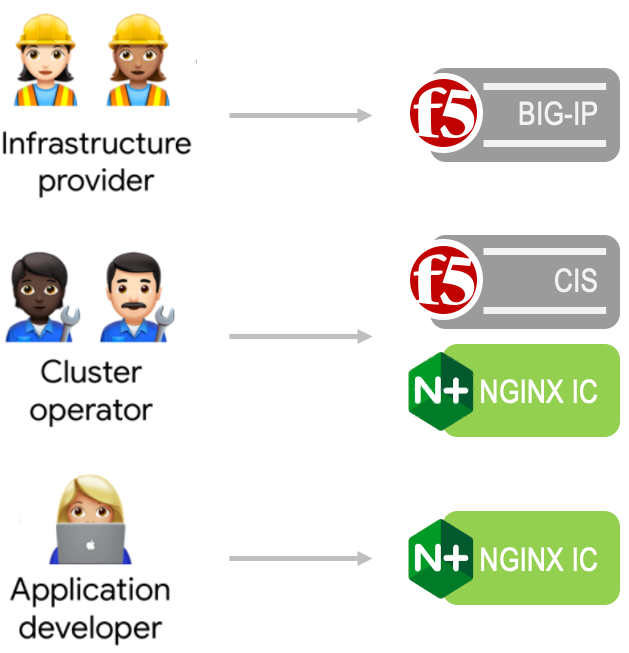 Infrastructure
provider
f5
BIG-IP
Cluster
operator
f5
CIS
N+
NGINX IC
Application
developer
N+
NGINX IC